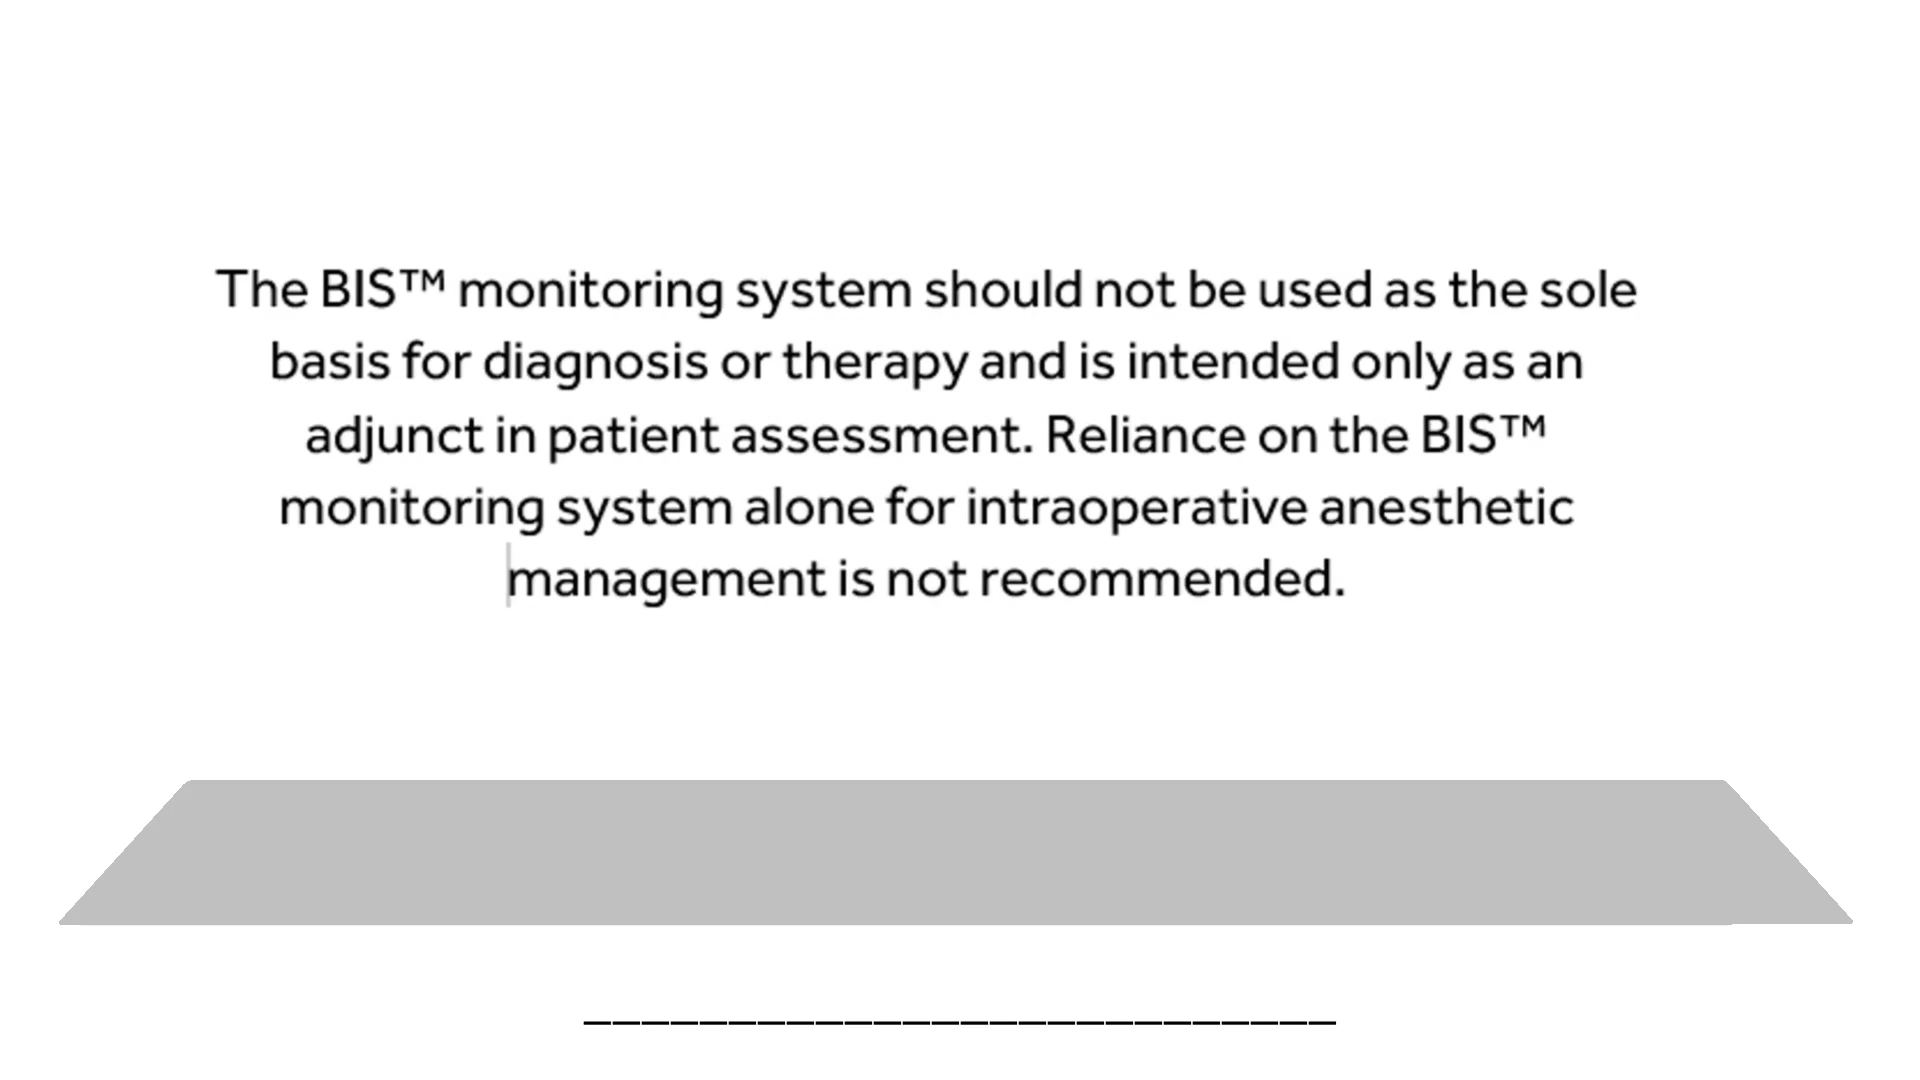 The BIS™ monitoring system should not be used as the sole
basis for diagnosis or therapy and is intended only as an
adjunct in patient assessment. Reliance on the BIS™
monitoring system alone for intraoperative anesthetic
management is not recommended.
__________________________